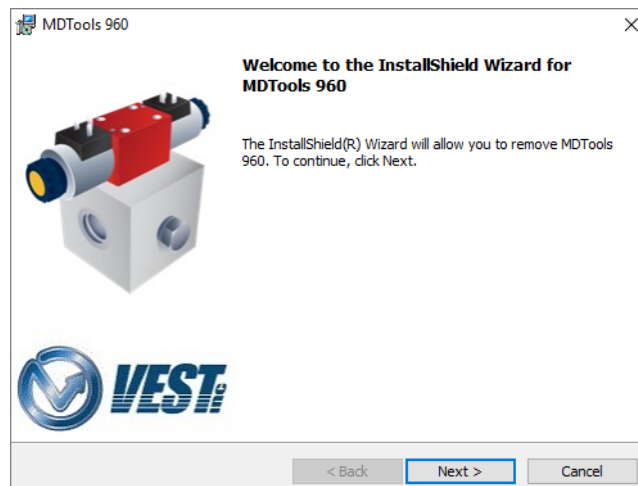 MDTools 960
Welcome to the InstallShield Wizard for
MDTools 960
The InstallShield(R) Wizard will allow you to remove MDTools
960. To continue, click Next.
VEST inc
< Back
Next >
Cancel